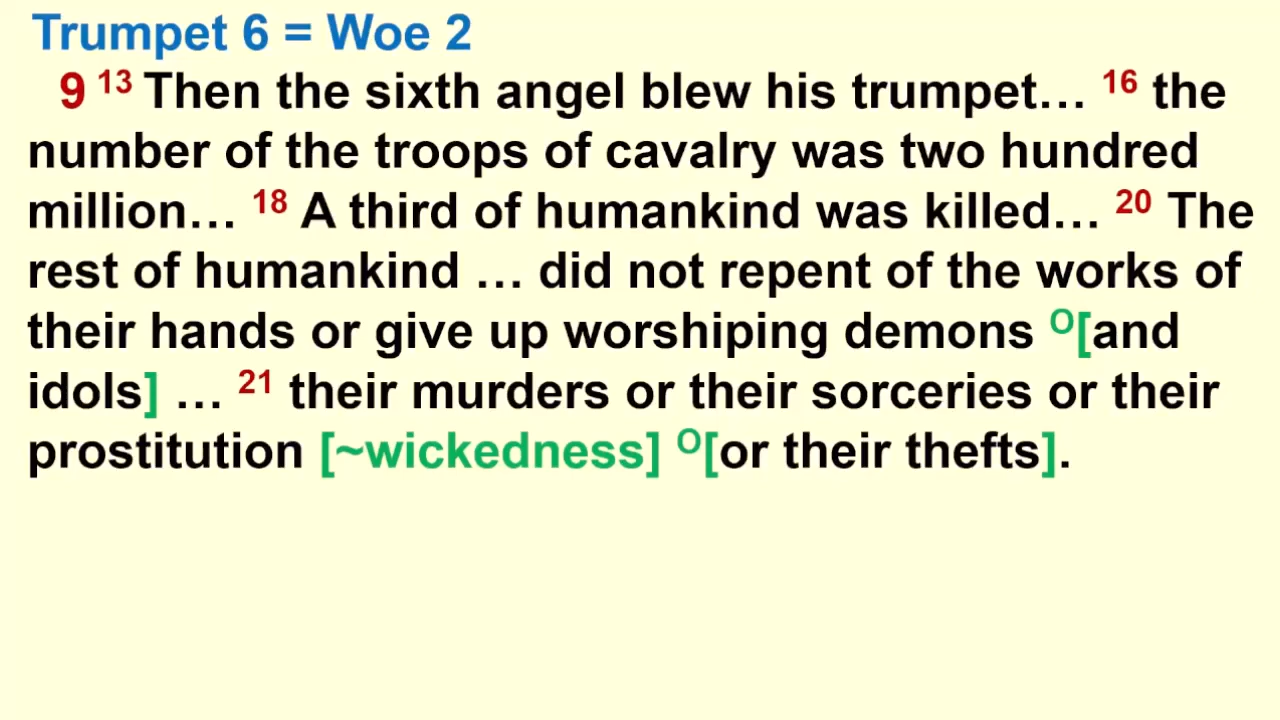 Trumpet 6 = Woe 2
9 13 Then the sixth angel blew his trumpet… 16 the
number of the troops of cavalry was two hundred
million… 18 A third of humankind was killed… 20 The
rest of humankind … did not repent of the works of
their hands or give up worshiping demons O[and
idols] … 21 their murders or their sorceries or their
prostitution [~wickedness] O[or their thefts].